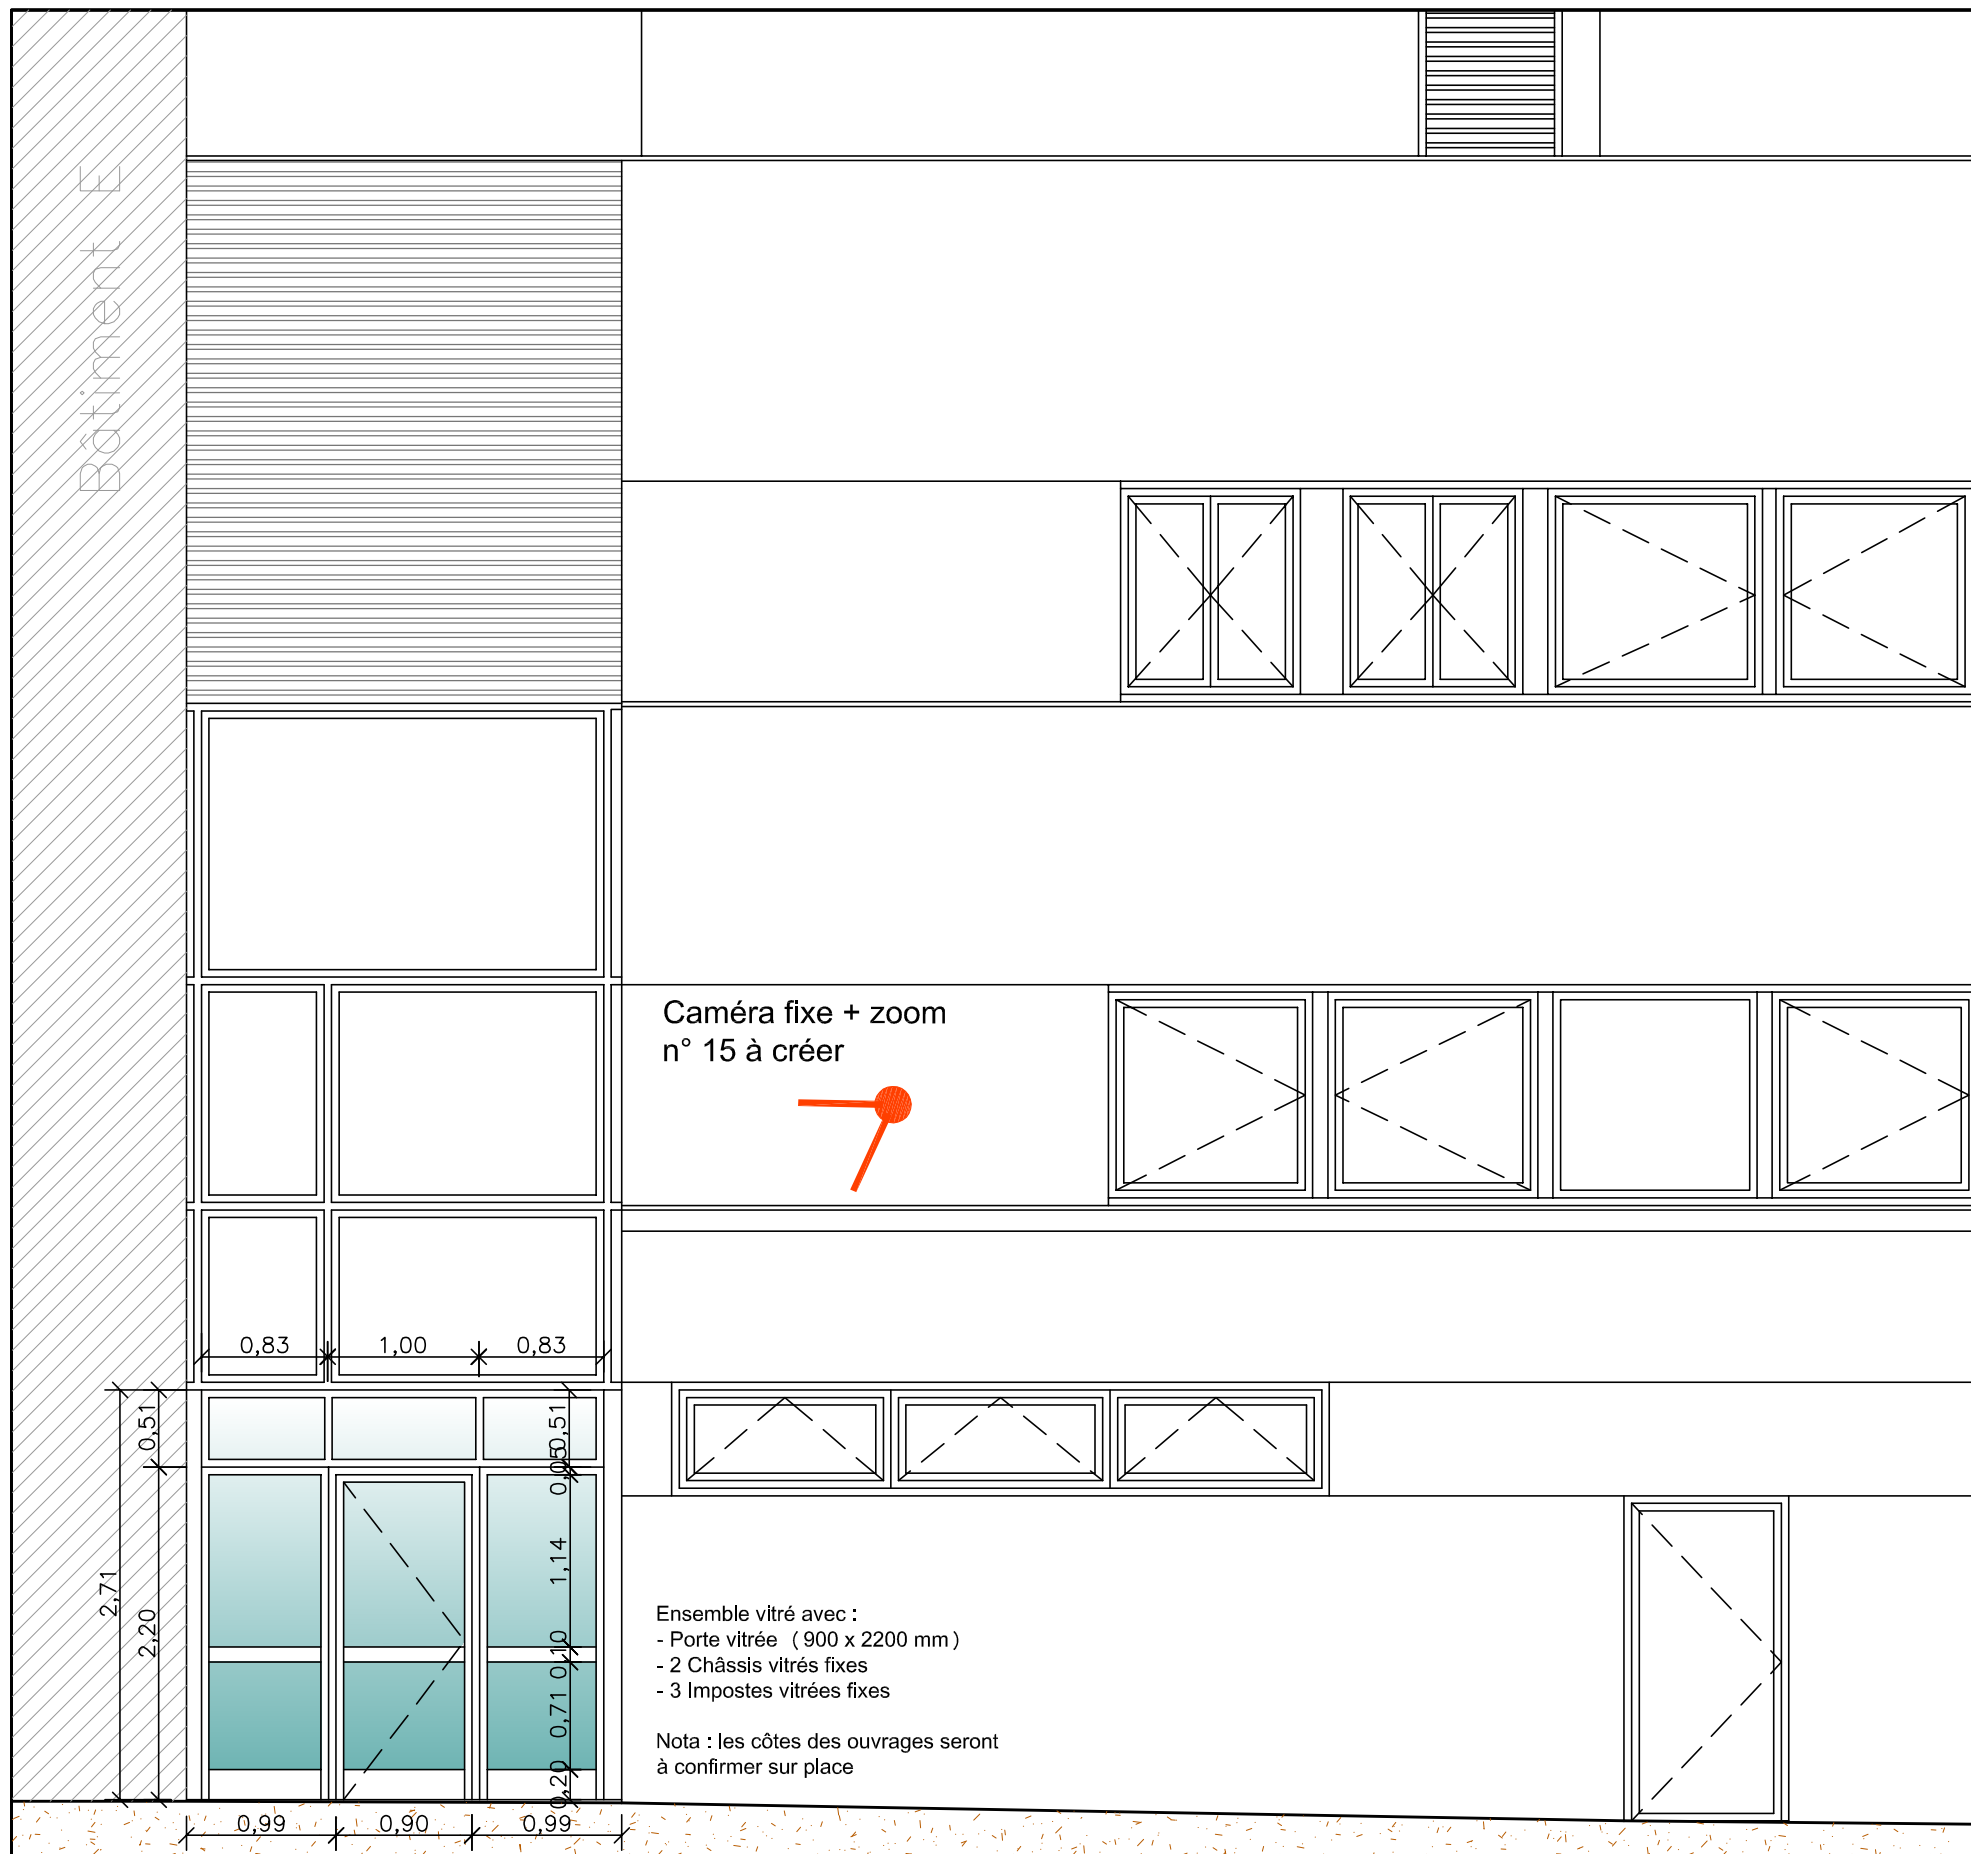 Bâtiment E
Caméra fixe + zoom
n° 15 à créer
0,83
1,00
0,83
0,51
2,71
2,20
0,51
0,05
1,14
0,10
0,71
0,20
Ensemble vitré avec :
- Porte vitrée ( 900 x 2200 mm )
- 2 Châssis vitrés fixes
- 3 Impostes vitrées fixes
Nota : les côtes des ouvrages seront
à confirmer sur place
0,99
0,90
0,99